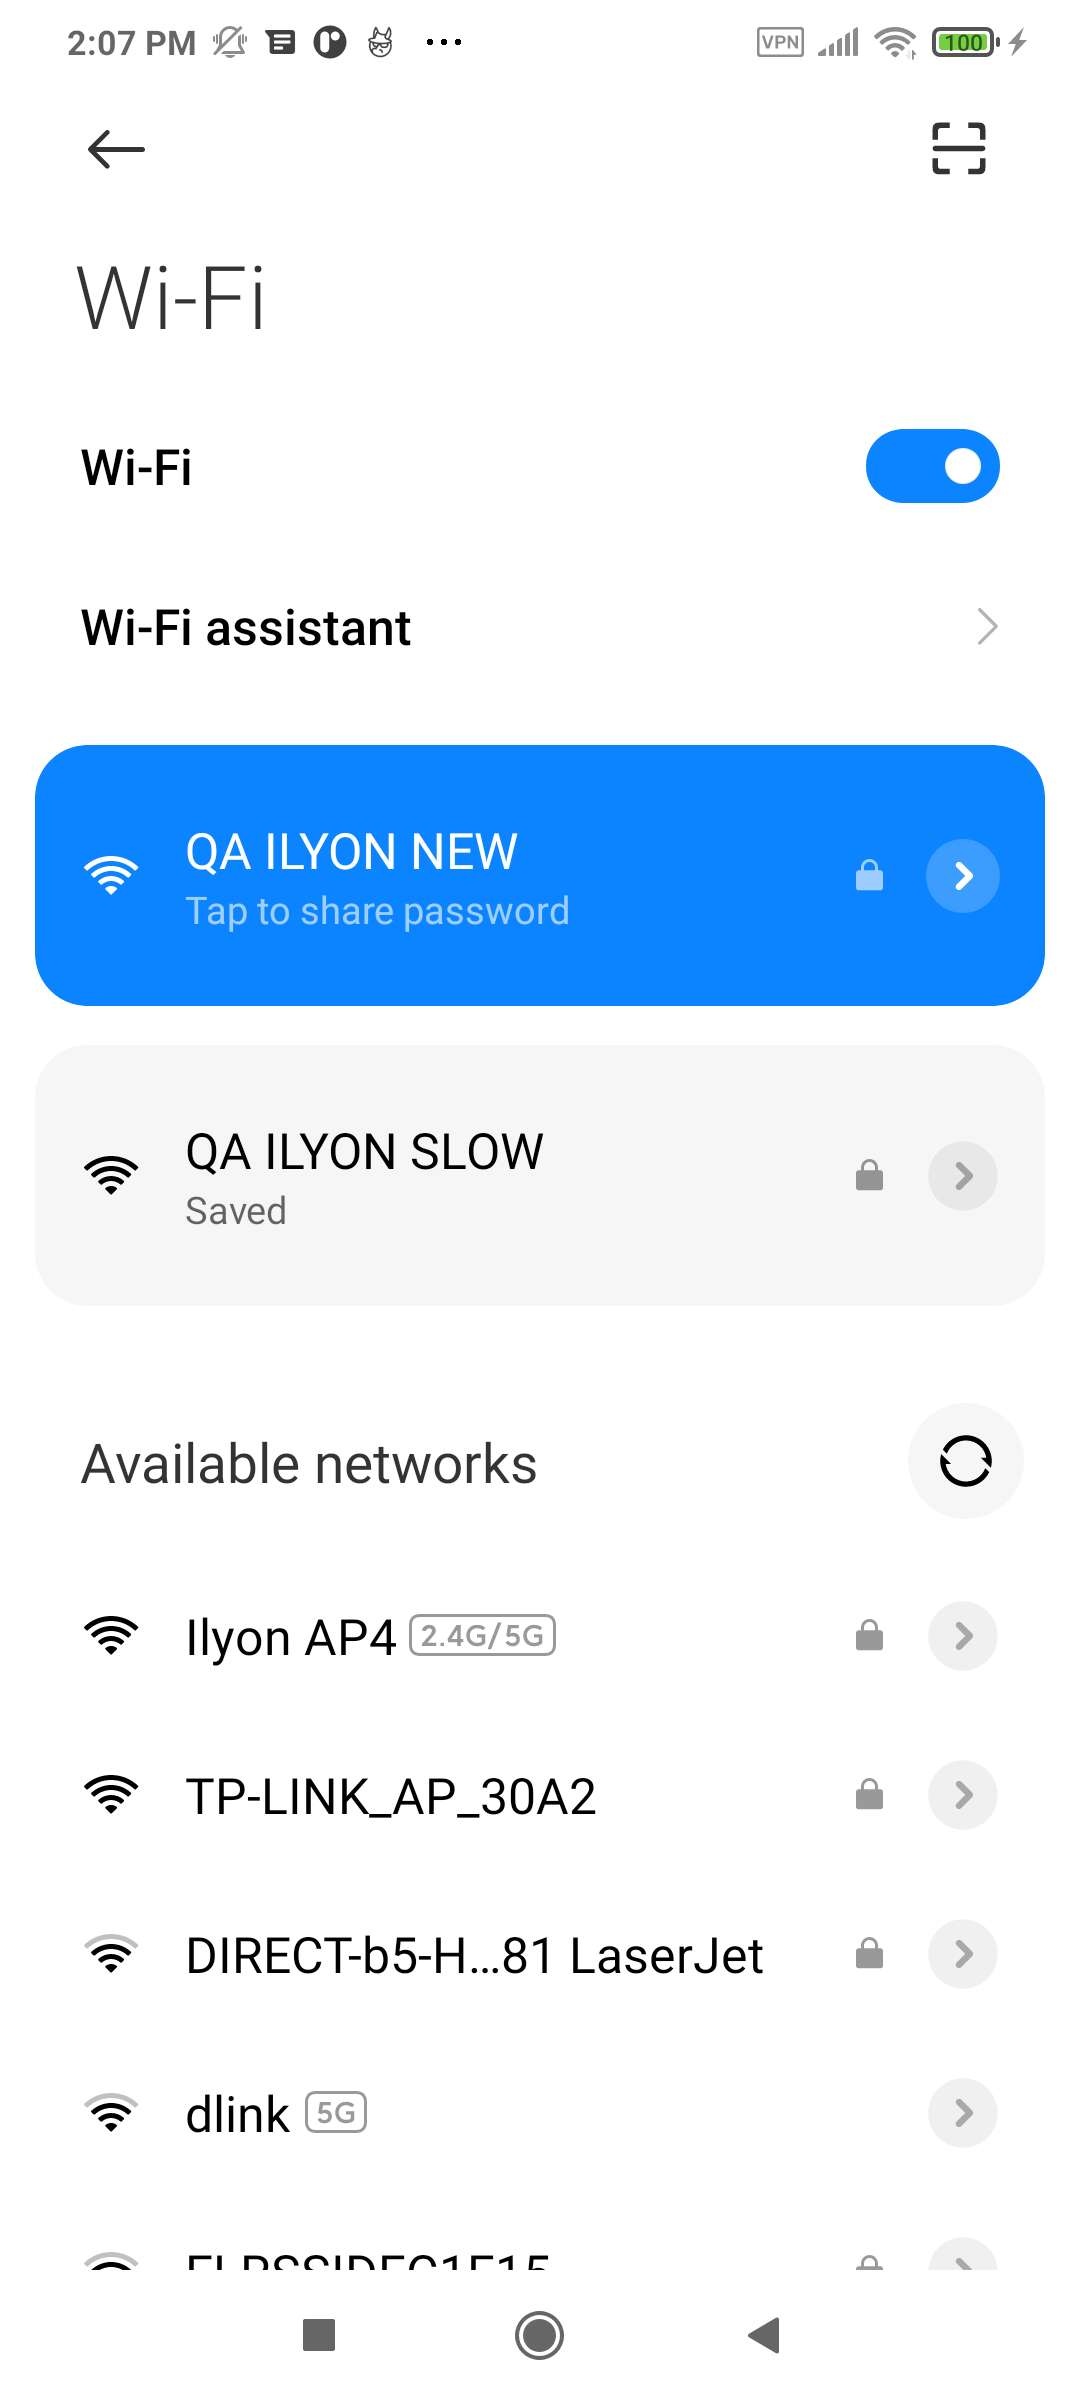 2:07 PM
VPN
100
Wi-Fi
Wi-Fi
Wi-Fi assistant
QA ILYON NEW
Tap to share password
QA ILYON SLOW
Saved
Available networks
Ilyon AP4 2.4G/5G
TP-LINK_AP_30A2
DIRECT-b5-H...81 LaserJet
dlink 5G